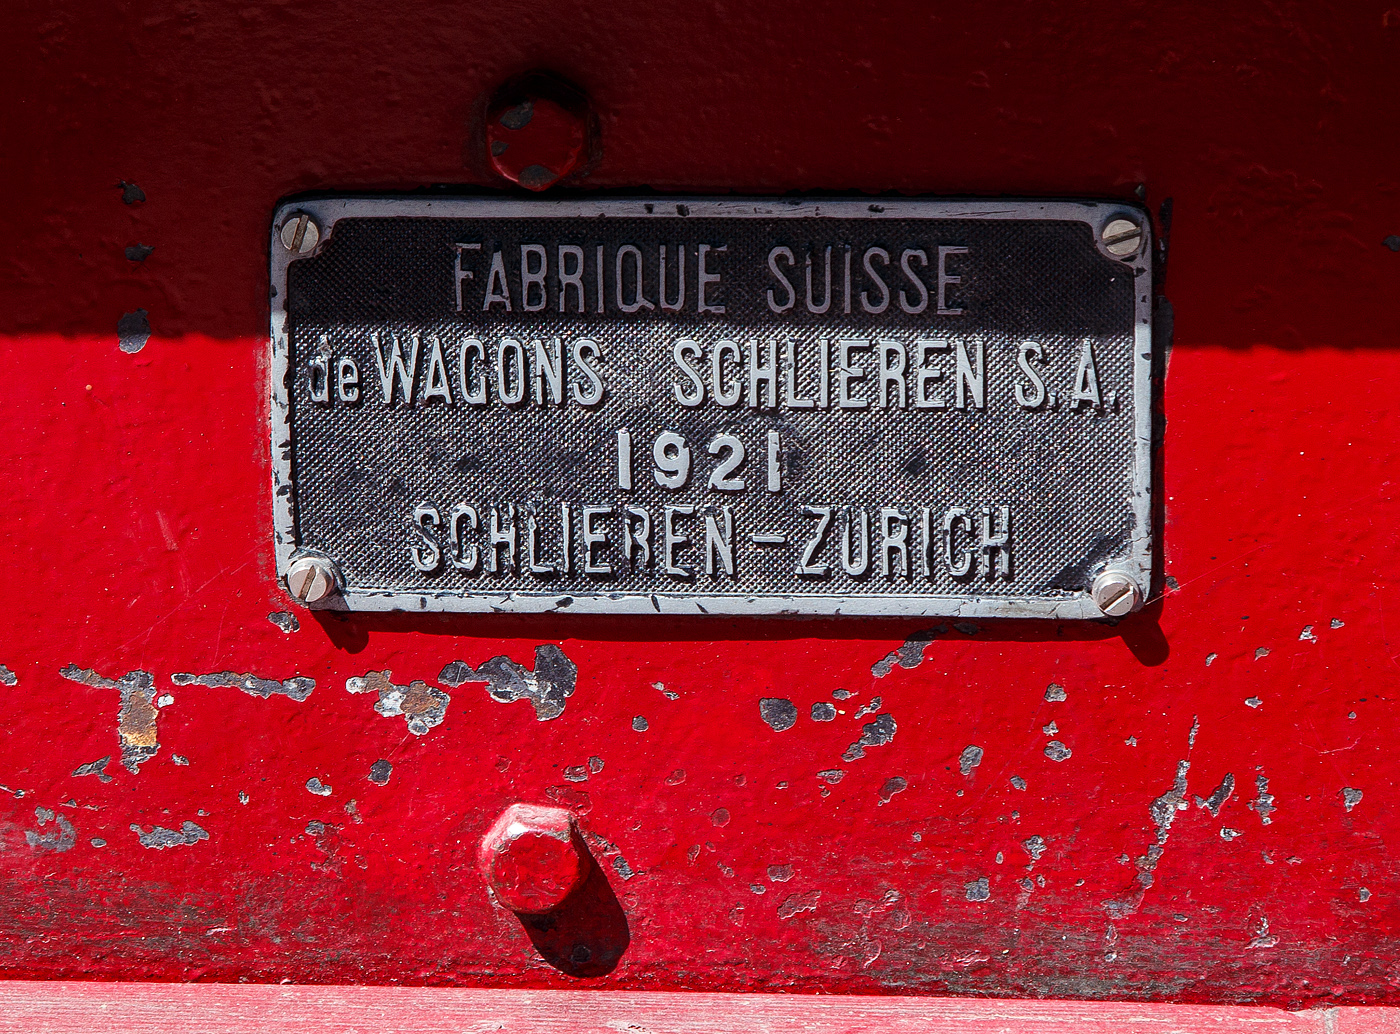 FABRIQUE SUISSE
de WAGONS SCHLIEREN S.A.
1921
SCHLIEREN-ZURICH